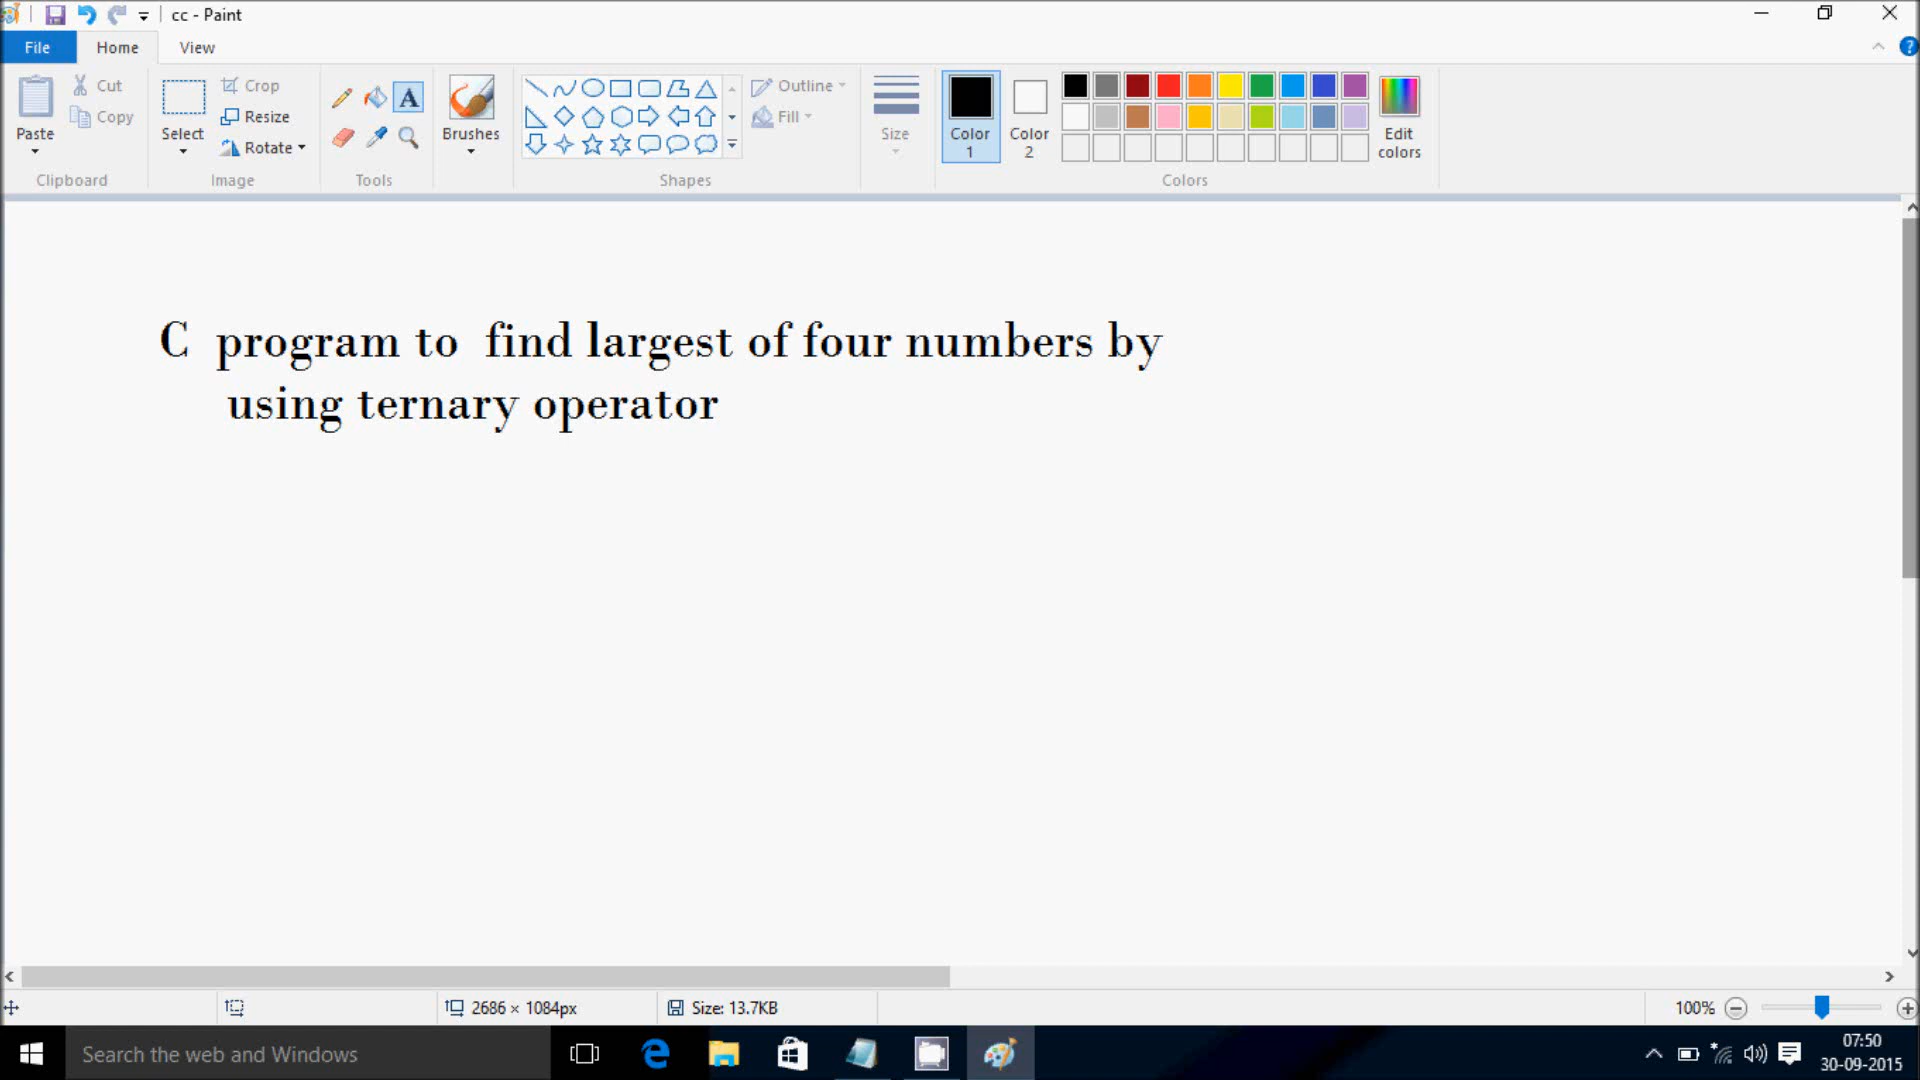 cc - Paint
File Home View
Paste Cut Copy Clipboard
Select Crop Resize Rotate Image
Tools
A
Brushes
Shapes
Outline Fill
Size
Color 1
Color 2
Edit colors
Colors
?
C program to find largest of four numbers by
using ternary operator
2686 × 1084px Size: 13.7KB 100%
Search the web and Windows
07:50
30-09-2015